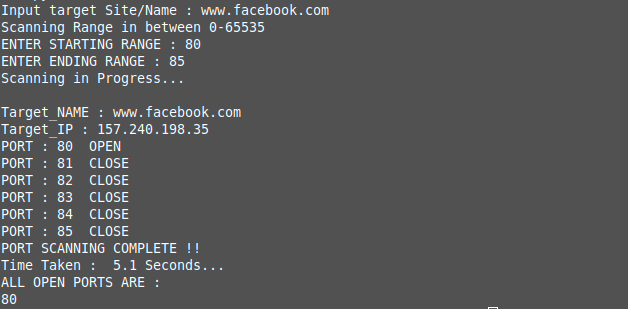 Input target Site/Name : www.facebook.com
Scanning Range in between 0-65535
ENTER STARTING RANGE : 80
ENTER ENDING RANGE : 85
Scanning in Progress...
Target_NAME : www.facebook.com
Target_IP : 157.240.198.35
PORT : 80  OPEN
PORT : 81  CLOSE
PORT : 82  CLOSE
PORT : 83  CLOSE
PORT : 84  CLOSE
PORT : 85  CLOSE
PORT SCANNING COMPLETE !!
Time Taken :  5.1 Seconds...
ALL OPEN PORTS ARE :
80